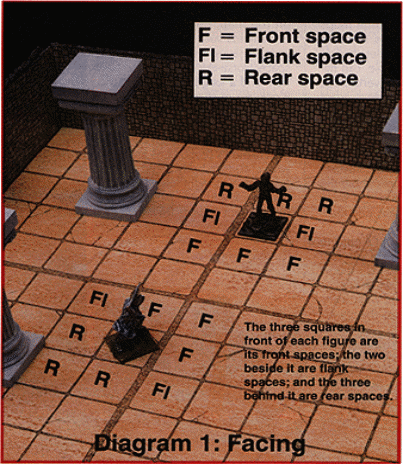 F = Front space
Fl = Flank space
R = Rear space
R R R
Fl Fl
F F F
Fl F F
R F
R R Fl
The three squares in
front of each figure are
its front spaces; the two
beside it are flank
spaces; and the three
behind it are rear spaces.
Diagram 1: Facing